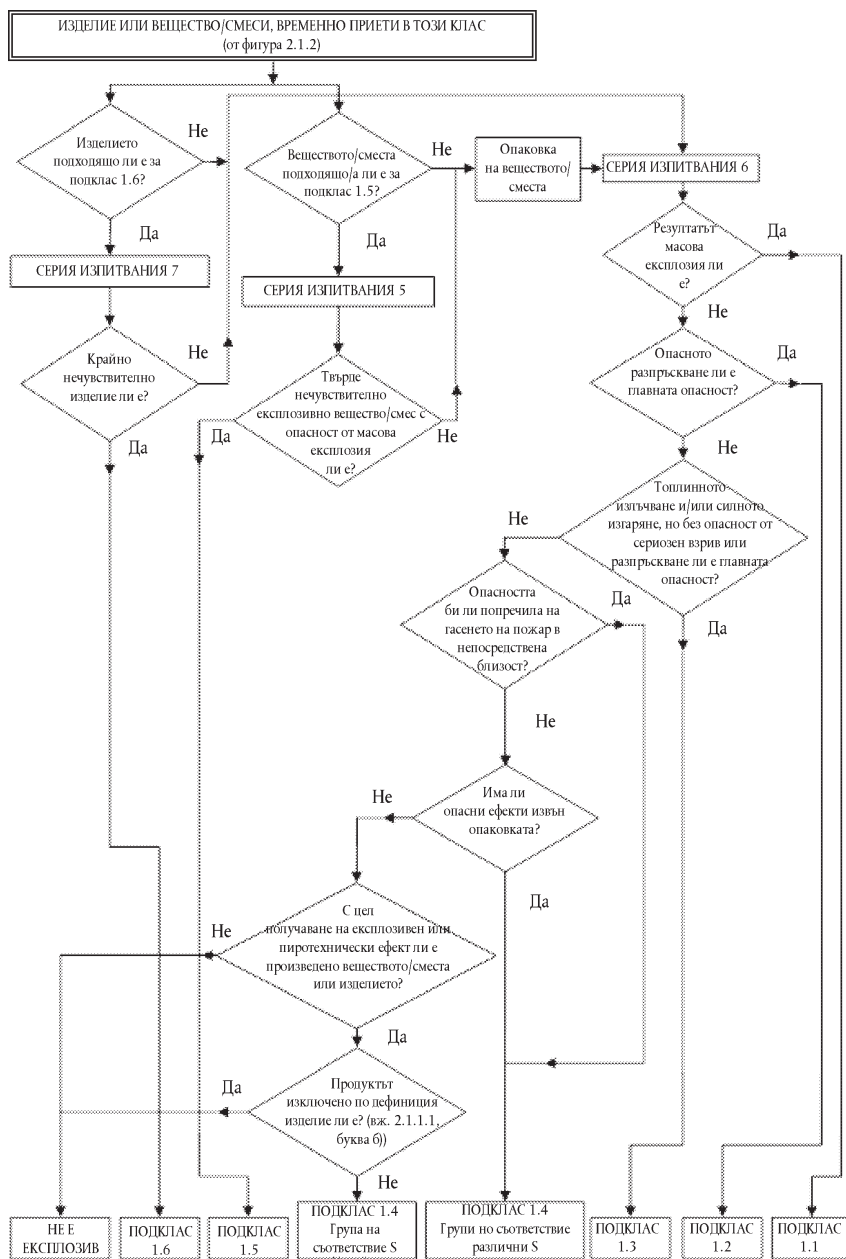 ИЗДЕЛИЕ ИЛИ ВЕЩЕСТВО/СМЕСИ, ВРЕМЕННО ПРИЕТИ В ТОЗИ КЛАС
(от фигура 2.1.2)
Изделието
подходящо ли е за
подклас 1.6?
Не
Да
Веществото/сместа
подходящо/а ли е за
подклас 1.5?
Не
Да
Опаковка
на веществото/
сместа
СЕРИЯ ИЗПИТВАНИЯ 6
СЕРИЯ ИЗПИТВАНИЯ 7
СЕРИЯ ИЗПИТВАНИЯ 5
Резултатът
масова
експлозия ли
е?
Да
Не
Крайно
нечувствително
изделие ли е?
Не
Да
Твърде
нечувствително
експлозивно вещество/смес с
опасност от масова
експлозия
ли е?
Да
Не
Опасното
разпръскване ли е
главната опасност?
Да
Не
Топлинното
излъчване и/или силното
изгаряне, но без опасност от
сериозен взрив или
разпръскване ли е главната
опасност?
Не
Да
Опасността
би ли попречила на
гасенето на пожар в
непосредствена
близост?
Да
Не
Има ли
опасни ефекти извън
опаковката?
Не
Да
С цел
получаване на експлозивен или
пиротехнически ефект ли е
произведено веществото/сместа
или изделието?
Не
Да
Продуктът
изключено по дефиниция
изделие ли е? (вж. 2.1.1.1,
буква б))
Да
Не
НЕ Е
ЕКСПЛОЗИВ
ПОДКЛАС
1.6
ПОДКЛАС
1.5
ПОДКЛАС 1.4
Група на
съответствие S
ПОДКЛАС 1.4
Групи но съответствие
различни S
ПОДКЛАС
1.3
ПОДКЛАС
1.2
ПОДКЛАС
1.1